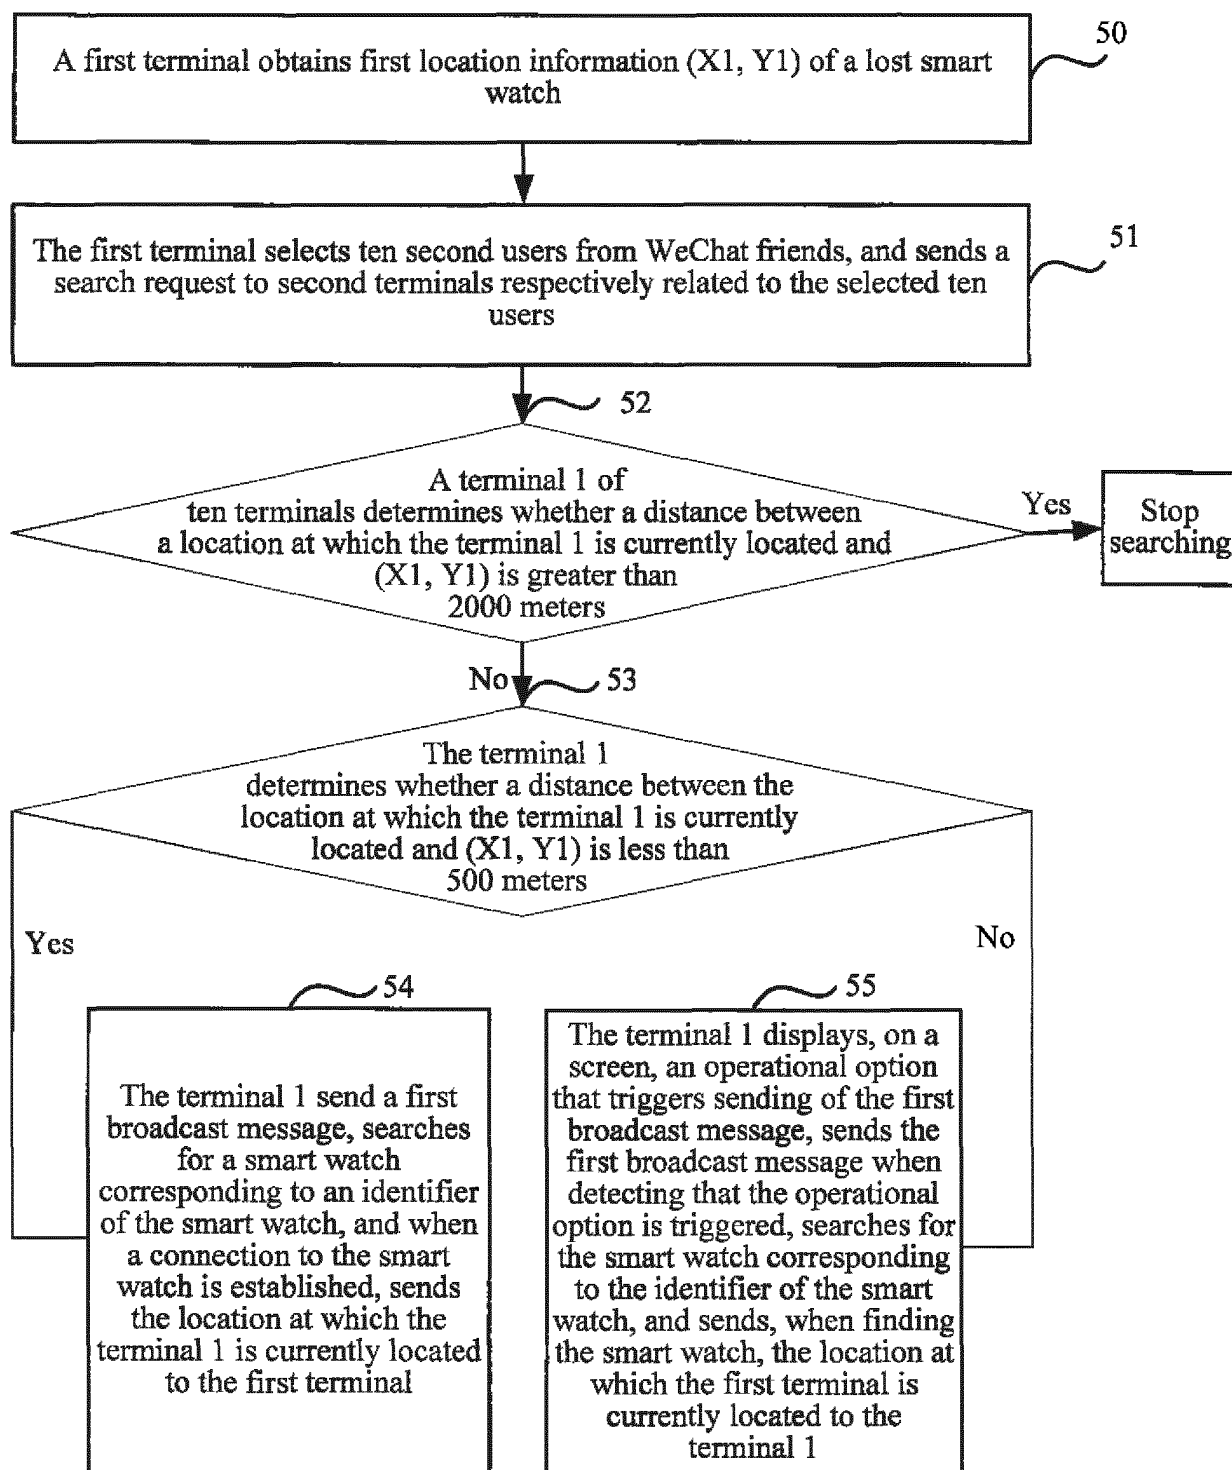 50
A first terminal obtains first location information (X1, Y1) of a lost smart
watch
51
The first terminal selects ten second users from WeChat friends, and sends a
search request to second terminals respectively related to the selected ten
users
52
A terminal 1 of
ten terminals determines whether a distance between
a location at which the terminal 1 is currently located and
(X1, Y1) is greater than
2000 meters
Yes
Stop
searching
No
53
The terminal 1
determines whether a distance between the
location at which the terminal 1 is currently
located and (X1, Y1) is less than
500 meters
Yes
No
54
The terminal 1 send a first
broadcast message, searches
for a smart watch
corresponding to an identifier
of the smart watch, and when
a connection to the smart
watch is established, sends
the location at which the
terminal 1 is currently located
to the first terminal
55
The terminal 1 displays, on a
screen, an operational option
that triggers sending of the first
broadcast message, sends the
first broadcast message when
detecting that the operational
option is triggered, searches for
the smart watch corresponding
to the identifier of the smart
watch, and sends, when finding
the smart watch, the location at
which the first terminal is
currently located to the
terminal 1